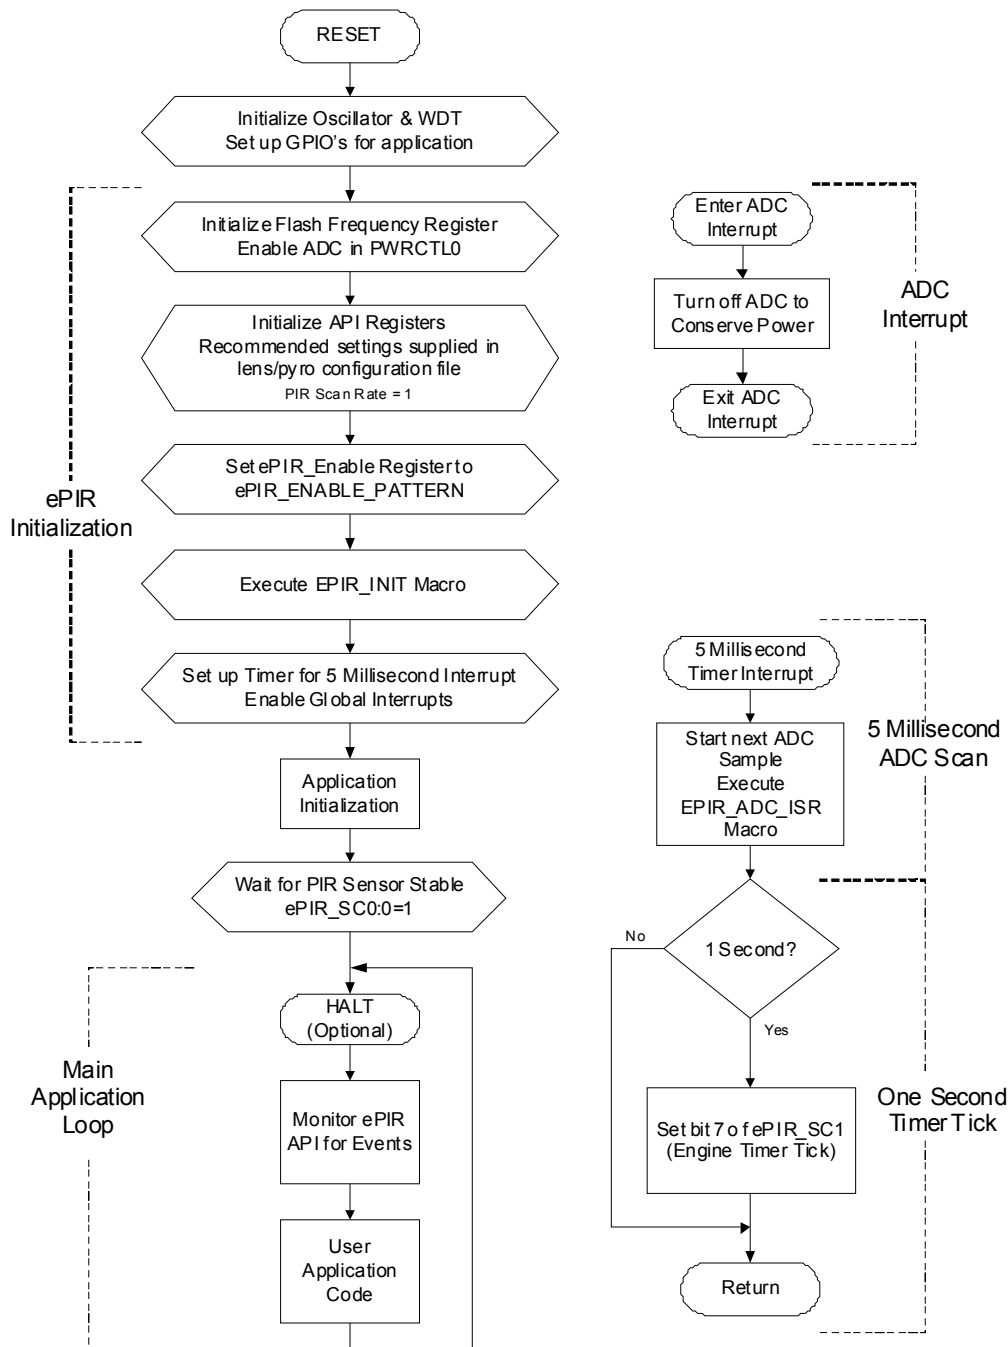 RESET
Initialize Oscillator & WDT
Set up GPIO's for application
Initialize Flash Frequency Register
Enable ADC in PWRCTL0
Initialize API Registers
Recommended settings supplied in
lens/pyro configuration file
PIR Scan Rate = 1
Set ePIR_Enable Register to
ePIR_ENABLE_PATTERN
ePIR
Initialization
Execute EPIR_INIT Macro
Set up Timer for 5 Millisecond Interrupt
Enable Global Interrupts
Application
Initialization
Wait for PIR Sensor Stable
ePIR_SC0:0=1
HALT
(Optional)
Main
Application
Loop
Monitor ePIR
API for Events
User
Application
Code
Enter ADC
Interrupt
Turn off ADC to
Conserve Power
Exit ADC
Interrupt
ADC
Interrupt
5 Millisecond
Timer Interrupt
Start next ADC
Sample
Execute
EPIR_ADC_ISR
Macro
5 Millisecond
ADC Scan
1 Second?
No
Yes
Set bit 7 of ePIR_SC1
(Engine Timer Tick)
One Second
Timer Tick
Return